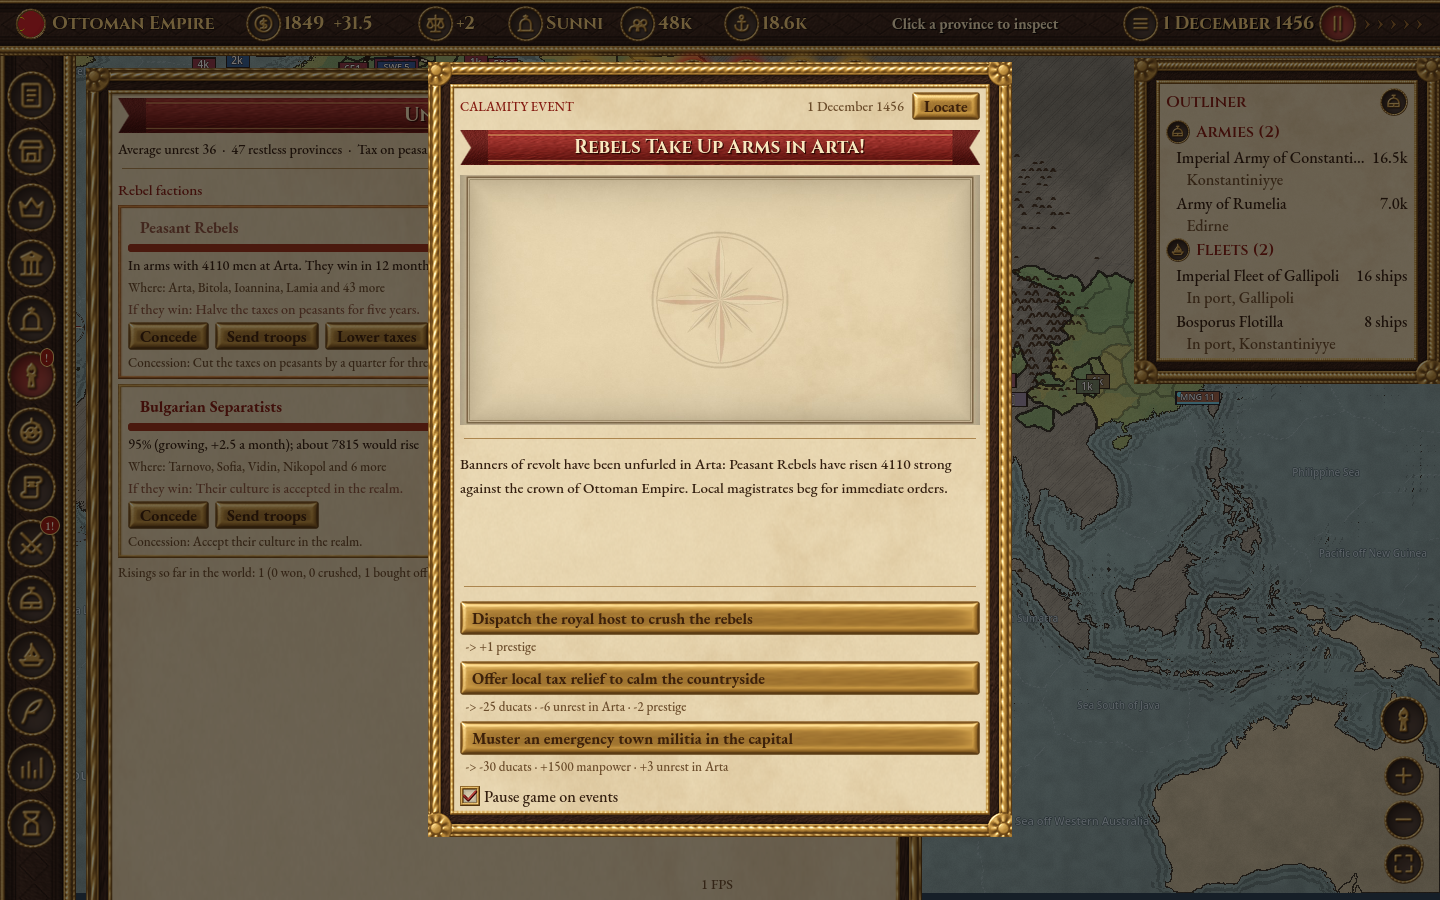 OTTOMAN EMPIRE 1849 +31.5 +2 SUNNI 48K 18.6K Click a province to inspect 1 DECEMBER 1456
4k 2k
Average unrest 36 · 47 restless provinces · Tax on peasa
Rebel factions
Peasant Rebels
In arms with 4110 men at Arta. They win in 12 month
Where: Arta, Bitola, Ioannina, Lamia and 43 more
If they win: Halve the taxes on peasants for five years.
Concede Send troops Lower taxes
Concession: Cut the taxes on peasants by a quarter for thre
Bulgarian Separatists
95% (growing, +2.5 a month); about 7815 would rise
Where: Tarnovo, Sofia, Vidin, Nikopol and 6 more
If they win: Their culture is accepted in the realm.
Concede Send troops
Concession: Accept their culture in the realm.
Risings so far in the world: 1 (0 won, 0 crushed, 1 bought off
CALAMITY EVENT 1 December 1456 Locate
REBELS TAKE UP ARMS IN ARTA!
Banners of revolt have been unfurled in Arta: Peasant Rebels have risen 4110 strong
against the crown of Ottoman Empire. Local magistrates beg for immediate orders.
Dispatch the royal host to crush the rebels
-> +1 prestige
Offer local tax relief to calm the countryside
-> -25 ducats · -6 unrest in Arta · -2 prestige
Muster an emergency town militia in the capital
-> -30 ducats · +1500 manpower · +3 unrest in Arta
Pause game on events
OUTLINER
ARMIES (2)
Imperial Army of Constanti... 16.5k
Konstantiniyye
Army of Rumelia 7.0k
Edirne
FLEETS (2)
Imperial Fleet of Gallipoli 16 ships
In port, Gallipoli
Bosporus Flotilla 8 ships
In port, Konstantiniyye
1k
MNG 11
Philippine Sea
Pacific off New Guinea
Sea south of Java
Sea off Western Australia
1 FPS